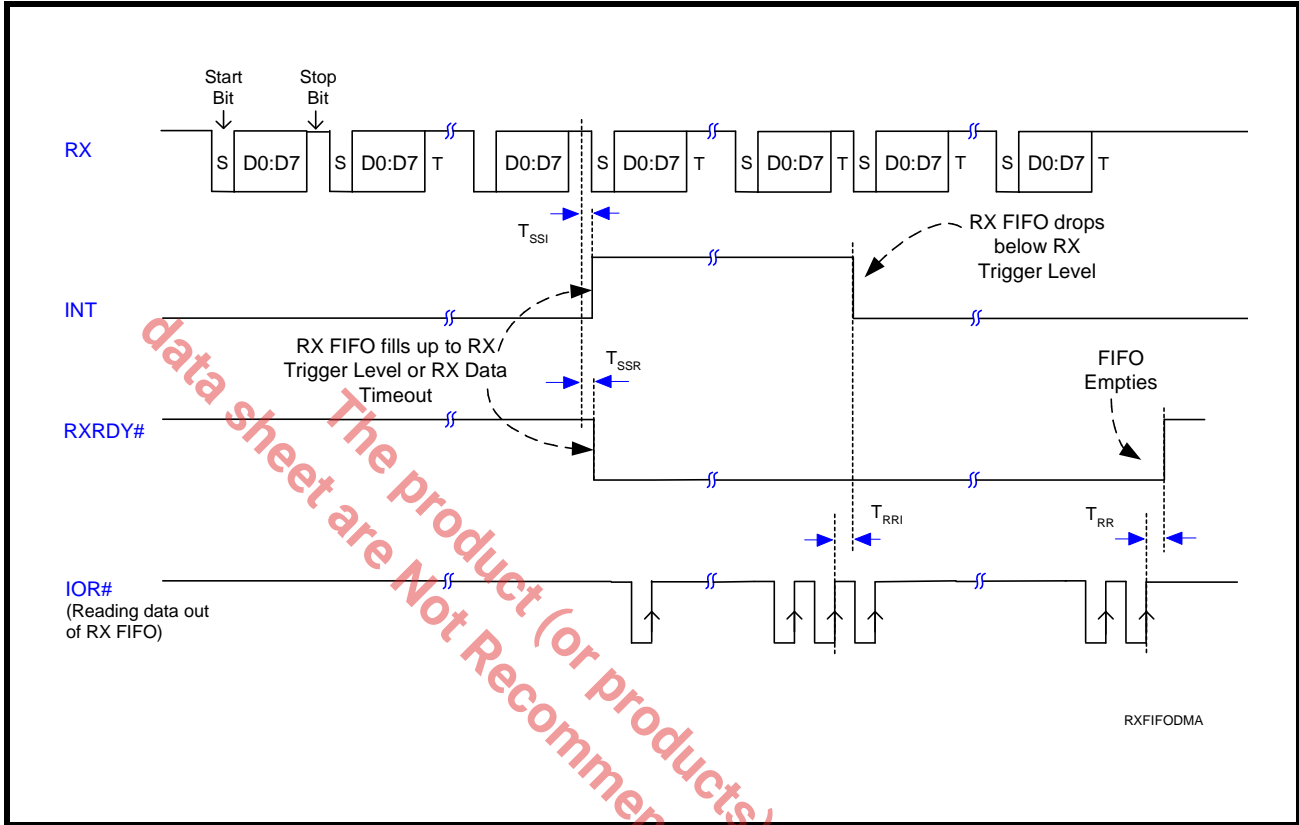 Start
Bit
Stop
Bit
RX
S D0:D7 S D0:D7 T D0:D7 S D0:D7 T S D0:D7 T S D0:D7 T S D0:D7 T
TSSI
RX FIFO drops
below RX
Trigger Level
INT
RX FIFO fills up to RX
Trigger Level or RX Data
Timeout
TSSR
FIFO
Empties
RXRDY#
TRRI
TRR
IOR#
(Reading data out
of RX FIFO)
RXFIFODMA
The product (or products)
data sheet are Not Recommen